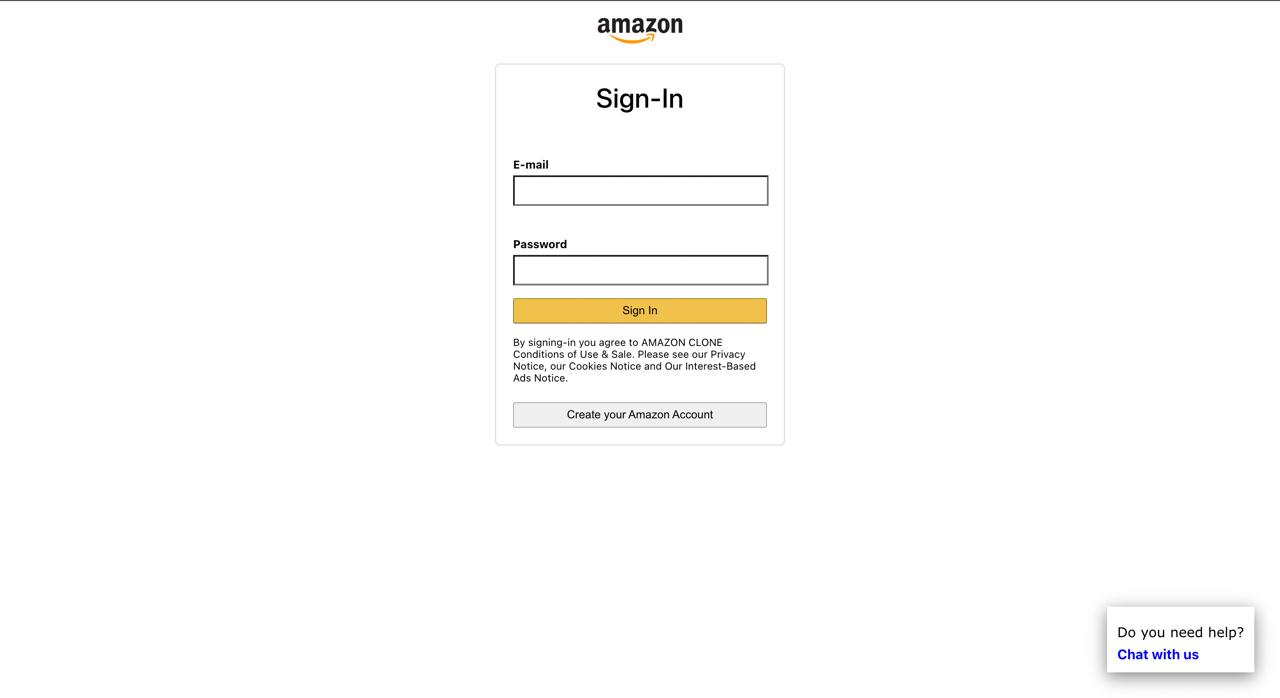 amazon
Sign-In
E-mail
Password
Sign In
By signing-in you agree to AMAZON CLONE
Conditions of Use & Sale. Please see our Privacy
Notice, our Cookies Notice and Our Interest-Based
Ads Notice.
Create your Amazon Account
Do you need help?
Chat with us